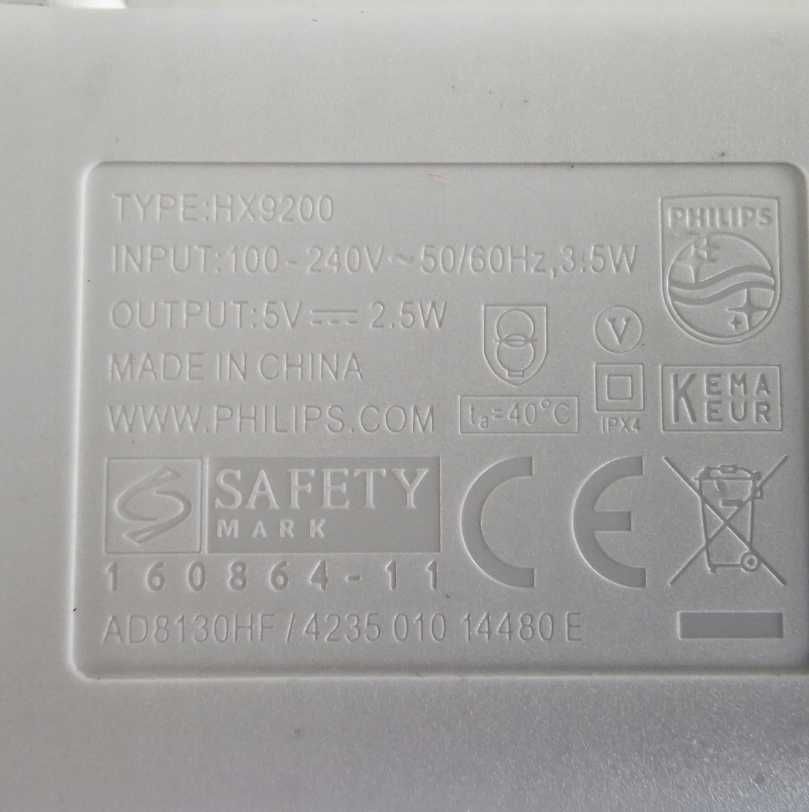 TYPE:HX9200
PHILIPS
INPUT:100-240V~50/60Hz,3.5W
OUTPUT:5V⎓2.5W
V
MADE IN CHINA
WWW.PHILIPS.COM
ta=40°C
IPX4
KEMA
EUR
SAFETY
MARK
CE
160864-11
AD8130HF/4235 010 14480 E